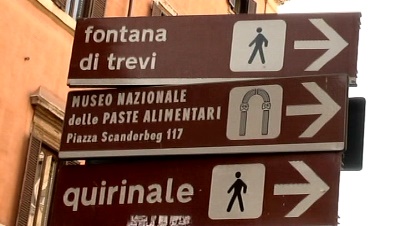 fontana
di trevi
MUSEO NAZIONALE
delle PASTE ALIMENTARI
Piazza Scanderbeg 117
quirinale